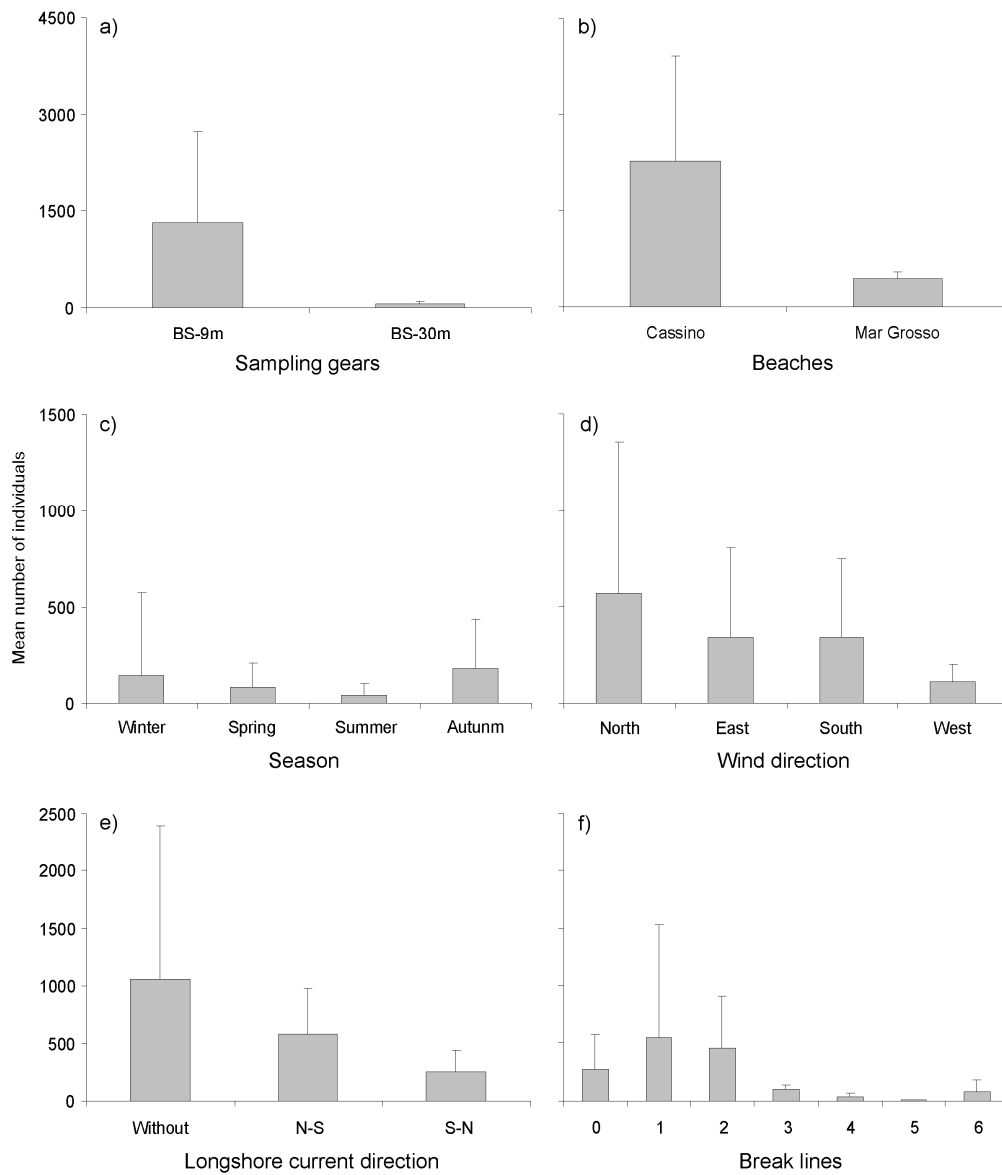 a)
4500
3000
1500
0
BS-9m BS-30m
Sampling gears
b)
Cassino Mar Grosso
Beaches
Mean number of individuals
c)
1500
1000
500
0
Winter Spring Summer Autunm
Season
d)
North East South West
Wind direction
e)
2500
2000
1500
1000
500
0
Without N-S S-N
Longshore current direction
f)
0 1 2 3 4 5 6
Break lines